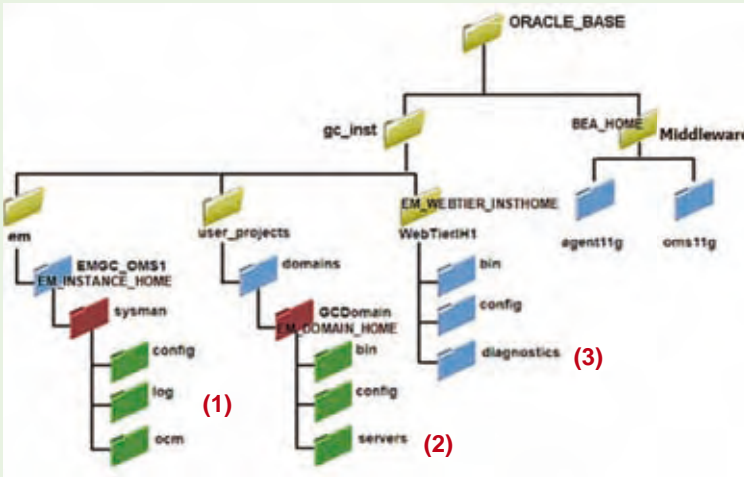 ORACLE_BASE
gc_inst
BEA_HOME
Middleware
em
user_projects
EM_WEBTIER_INSTHOME
WebTierIH1
agent11g
oms11g
EMGC_OMS1
EM_INSTANCE_HOME
domains
bin
sysman
GCDomain
EM_DOMAIN_HOME
config
config
bin
diagnostics
(3)
log
(1)
config
ocm
servers
(2)